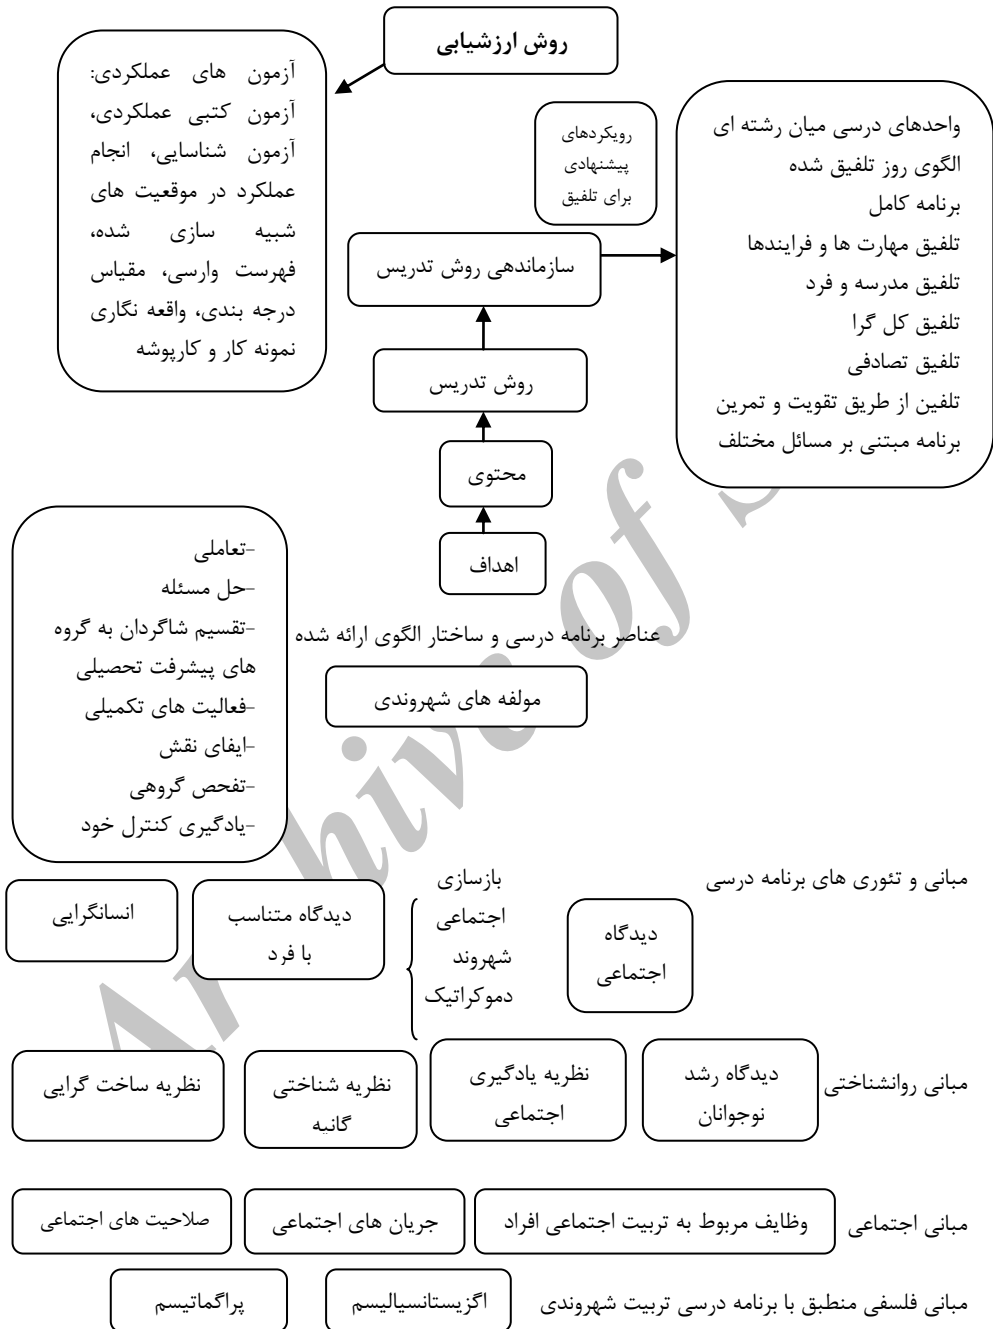 روش ارزشیابی
آزمون های عملکردی:
آزمون کتبی عملکردی،
آزمون شناسایی، انجام
عملکرد در موقعیت های
شبیه سازی شده،
فهرست وارسی، مقیاس
درجه بندی، واقعه نگاری
نمونه کار و کارپوشه
رویکردهای
پیشنهادی
برای تلفیق
واحدهای درسی میان رشته ای
الگوی روز تلفیق شده
برنامه کامل
تلفیق مهارت ها و فرایندها
تلفیق مدرسه و فرد
تلفیق کل گرا
تلفیق تصادفی
تلفین از طریق تقویت و تمرین
برنامه مبتنی بر مسائل مختلف
سازماندهی روش تدریس
روش تدریس
محتوی
اهداف
-تعاملی
-حل مسئله
-تقسیم شاگردان به گروه
های پیشرفت تحصیلی
-فعالیت های تکمیلی
-ایفای نقش
-تفحص گروهی
-یادگیری کنترل خود
عناصر برنامه درسی و ساختار الگوی ارائه شده
مولفه های شهروندی
مبانی و تئوری های برنامه درسی
دیدگاه
اجتماعی
بازسازی
اجتماعی
شهروند
دموکراتیک
دیدگاه متناسب
با فرد
انسانگرایی
مبانی روانشناختی
دیدگاه رشد
نوجوانان
نظریه یادگیری
اجتماعی
نظریه شناختی
گانیه
نظریه ساخت گرایی
مبانی اجتماعی
وظایف مربوط به تربیت اجتماعی افراد
جریان های اجتماعی
صلاحیت های اجتماعی
مبانی فلسفی منطبق با برنامه درسی تربیت شهروندی
اگزیستانسیالیسم
پراگماتیسم
Archive of S